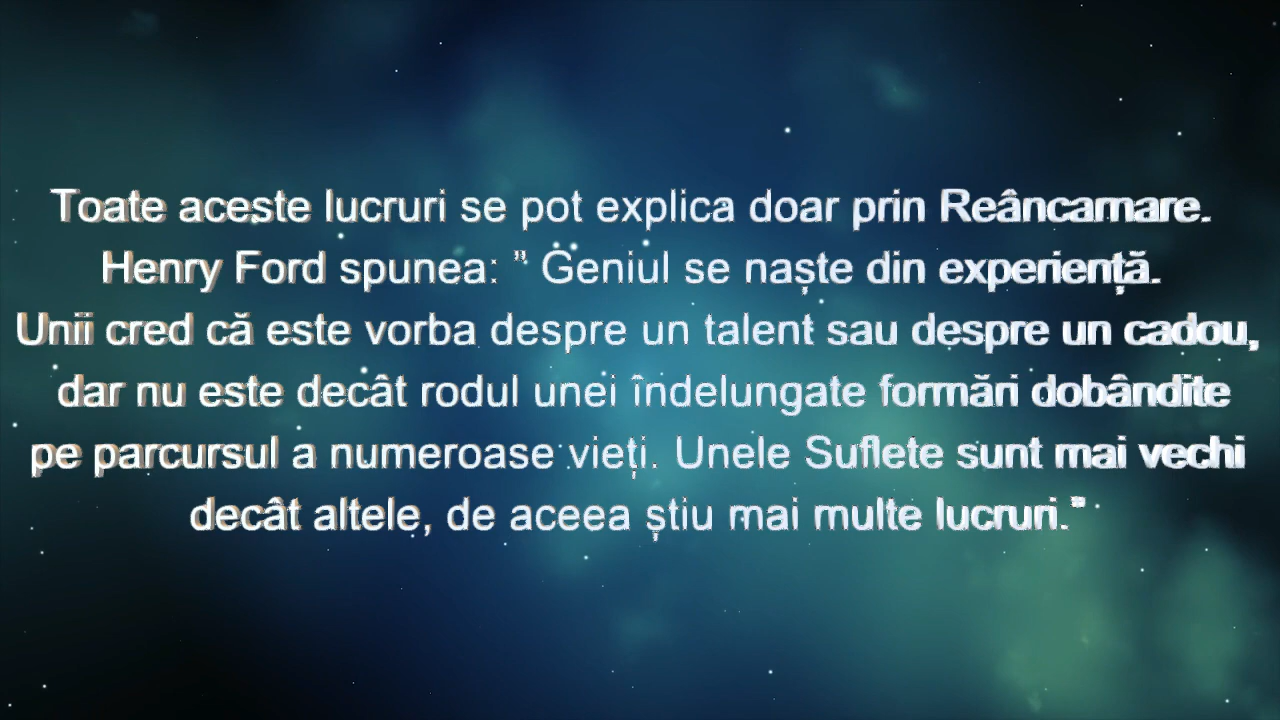 Toate aceste lucruri se pot explica doar prin Reâncarnare.
Henry Ford spunea: " Geniul se naște din experiență.
Unii cred că este vorba despre un talent sau despre un cadou,
dar nu este decât rodul unei îndelungate formări dobândite
pe parcursul a numeroase vieți. Unele Suflete sunt mai vechi
decât altele, de aceea știu mai multe lucruri."